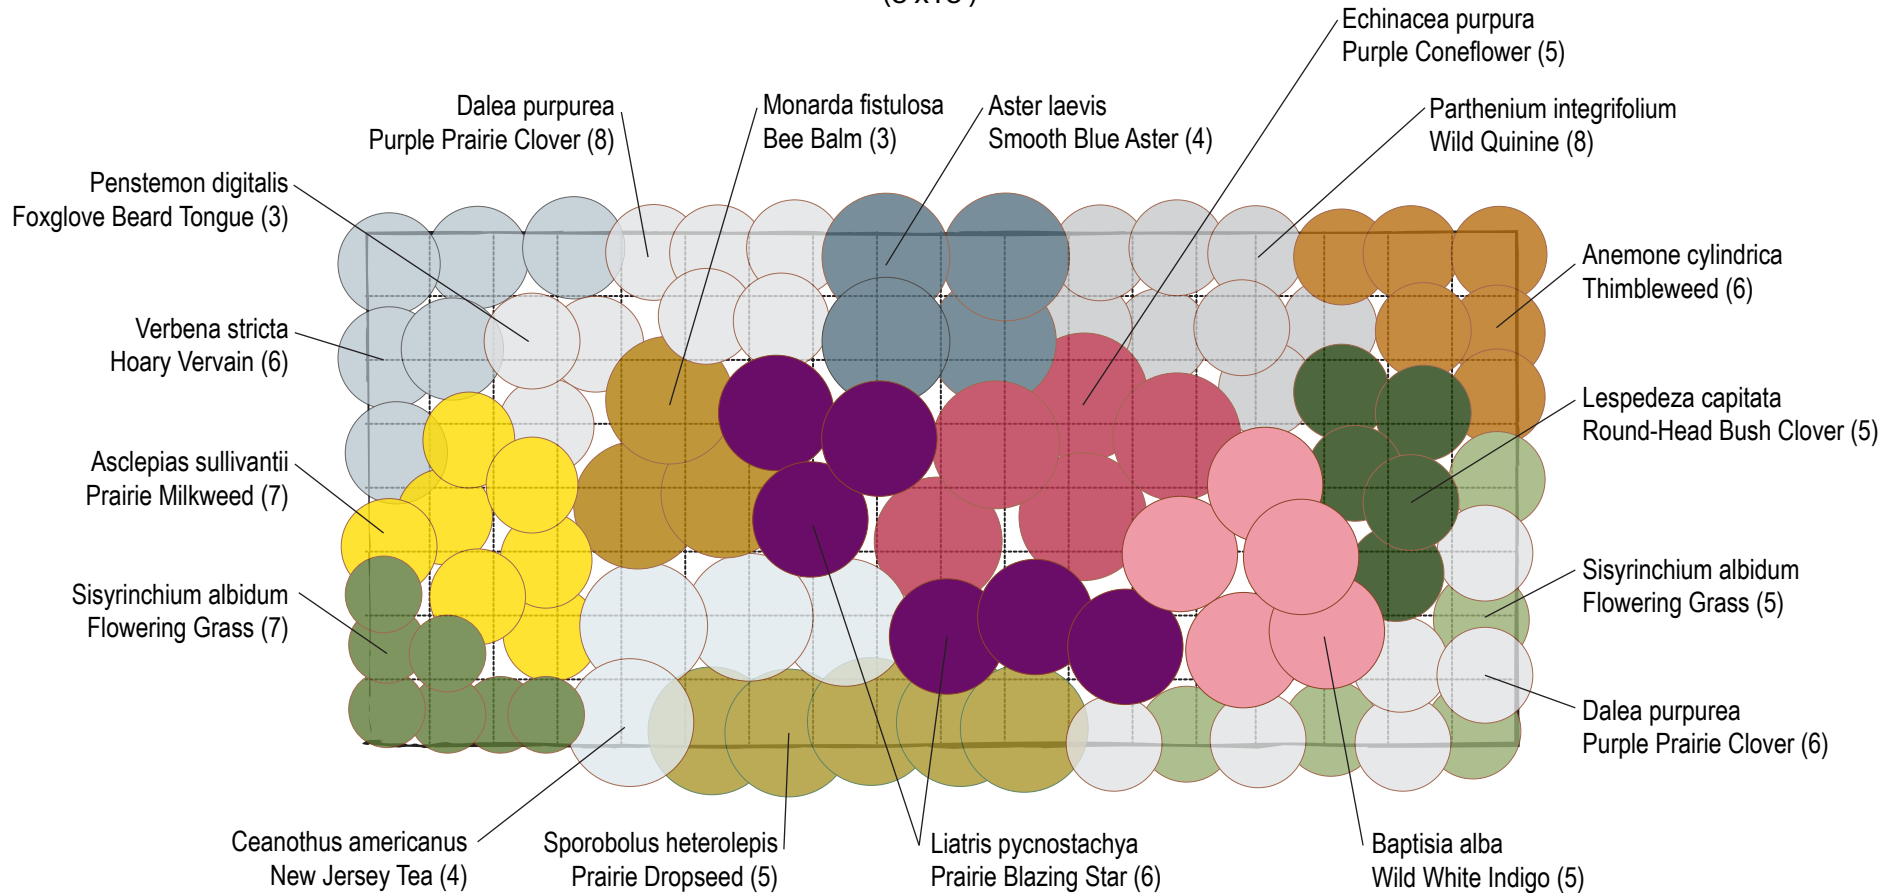 Echinacea purpura
Purple Coneflower (5)
Dalea purpurea
Purple Prairie Clover (8)
Monarda fistulosa
Bee Balm (3)
Aster laevis
Smooth Blue Aster (4)
Parthenium integrifolium
Wild Quinine (8)
Penstemon digitalis
Foxglove Beard Tongue (3)
Anemone cylindrica
Thimbleweed (6)
Verbena stricta
Hoary Vervain (6)
Lespedeza capitata
Round-Head Bush Clover (5)
Asclepias sullivantii
Prairie Milkweed (7)
Sisyrinchium albidum
Flowering Grass (7)
Sisyrinchium albidum
Flowering Grass (5)
Dalea purpurea
Purple Prairie Clover (6)
Ceanothus americanus
New Jersey Tea (4)
Sporobolus heterolepis
Prairie Dropseed (5)
Liatris pycnostachya
Prairie Blazing Star (6)
Baptisia alba
Wild White Indigo (5)